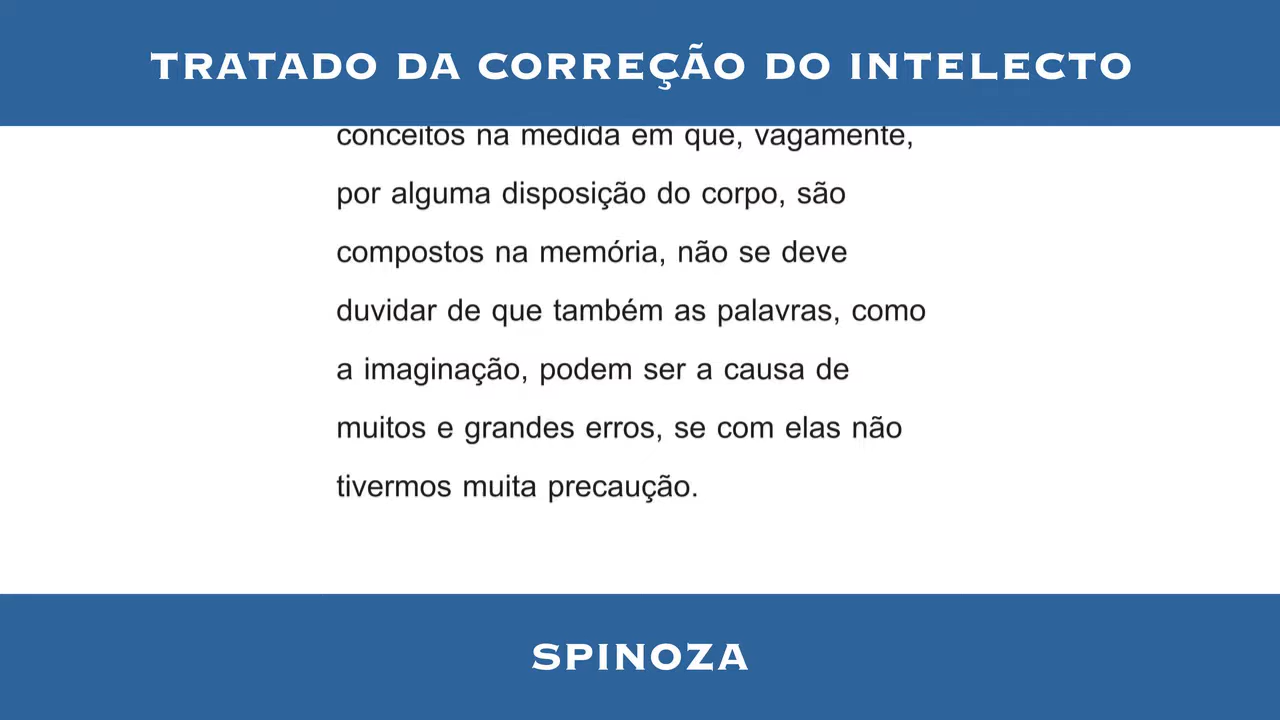 TRATADO DA CORREÇÃO DO INTELECTO
conceitos na medida em que, vagamente,
por alguma disposição do corpo, são
compostos na memória, não se deve
duvidar de que também as palavras, como
a imaginação, podem ser a causa de
muitos e grandes erros, se com elas não
tivermos muita precaução.
SPINOZA